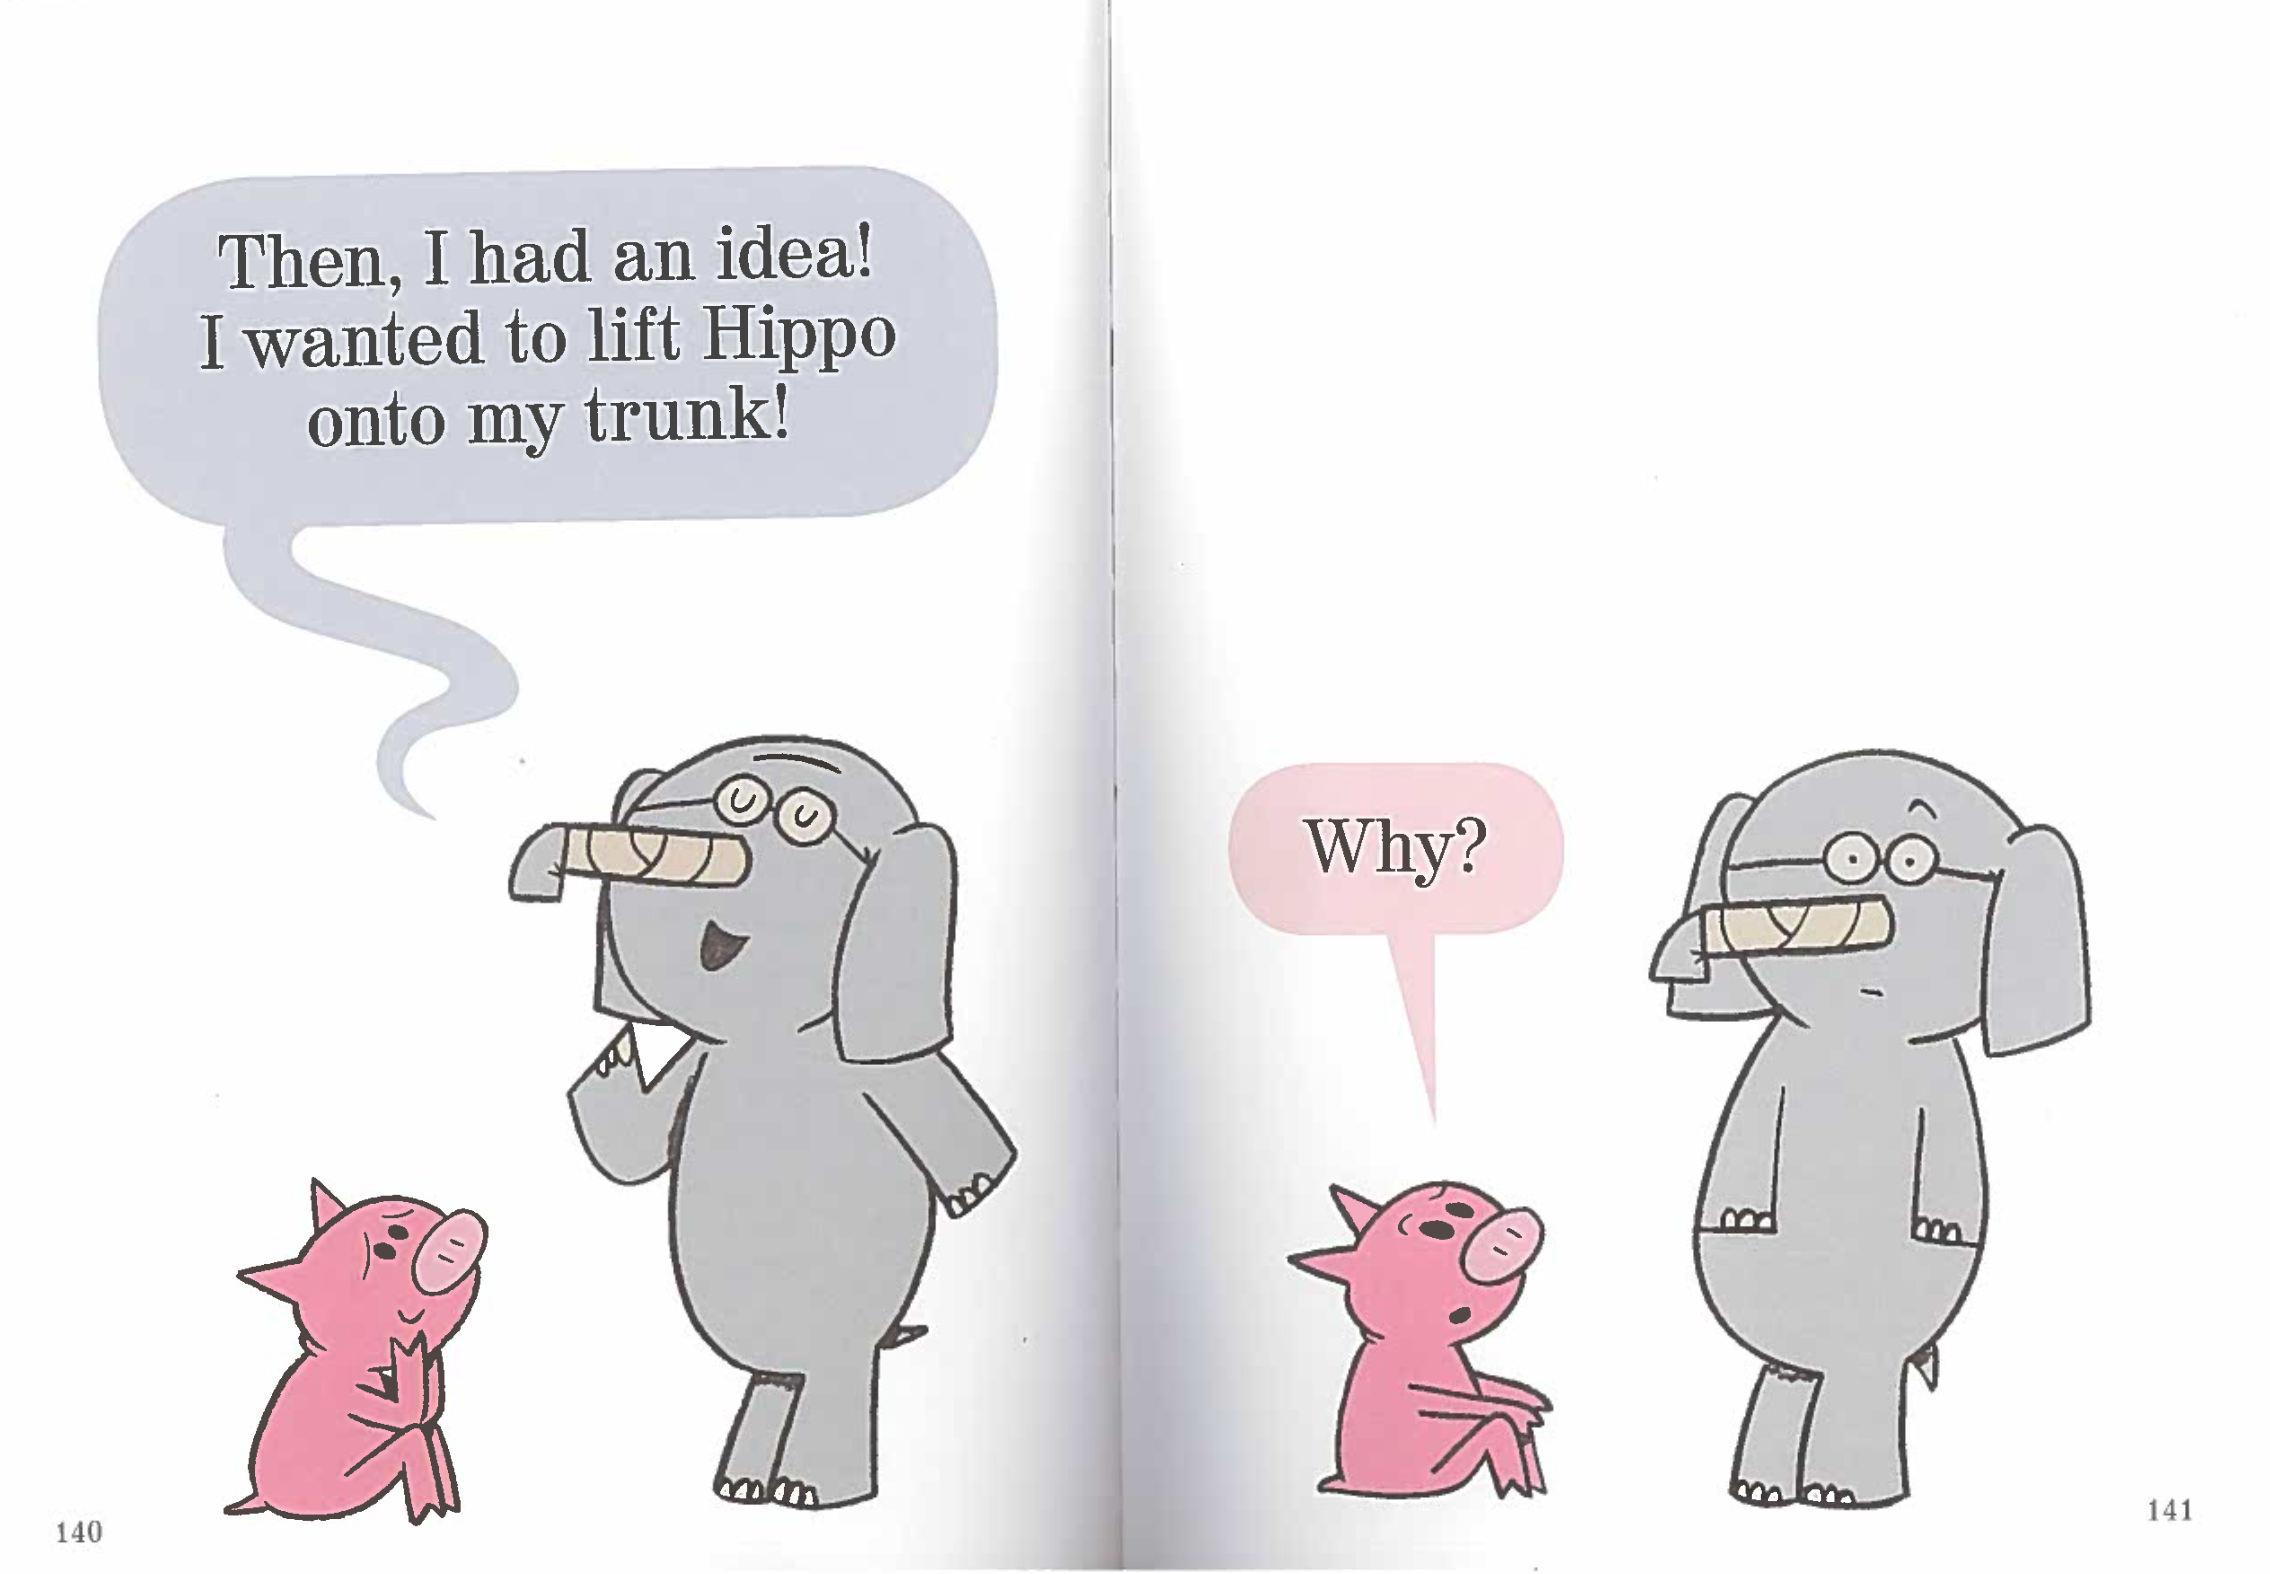 Then, I had an idea!
I wanted to lift Hippo
onto my trunk!
140
Why?
141